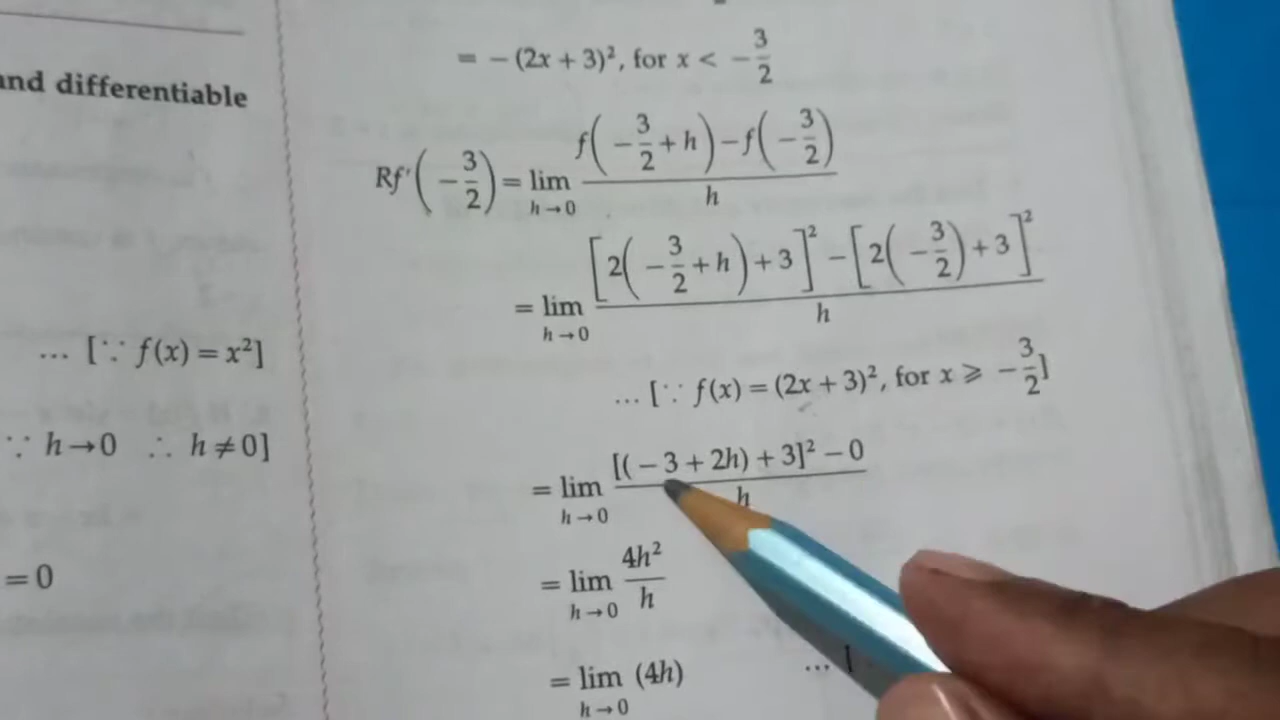 nd differentiable
... [∵ f(x) = x²]
∵ h→0 ∴ h≠0]
= 0
= − (2x + 3)², for x < −3/2
Rf'(−3/2) = lim h→0 [f(−3/2 + h) − f(−3/2)] / h
= lim h→0 {[2(−3/2 + h) + 3]² − [2(−3/2) + 3]²} / h
... [∵ f(x) = (2x + 3)², for x ⩾ −3/2]
= lim h→0 {[(−3 + 2h) + 3]² − 0} / h
= lim h→0 4h²/h
= lim h→0 (4h) ... [